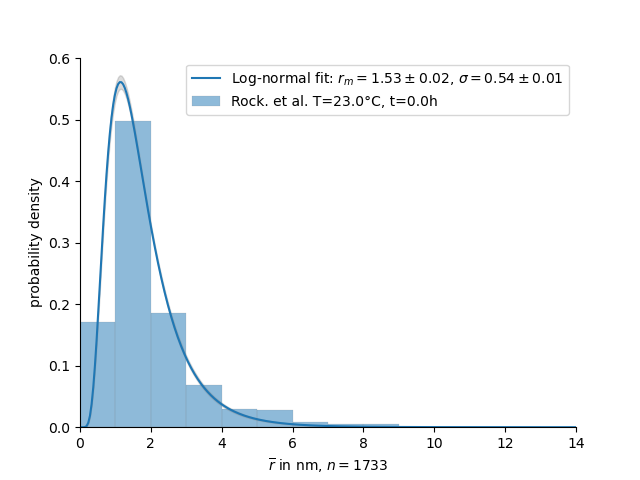 0.6
0.5
0.4
0.3
0.2
0.1
0.0
probability density
Log-normal fit: rₘ = 1.53 ± 0.02, σ = 0.54 ± 0.01
Rock. et al. T=23.0°C, t=0.0h
0 2 4 6 8 10 12 14
r̅ in nm, n = 1733